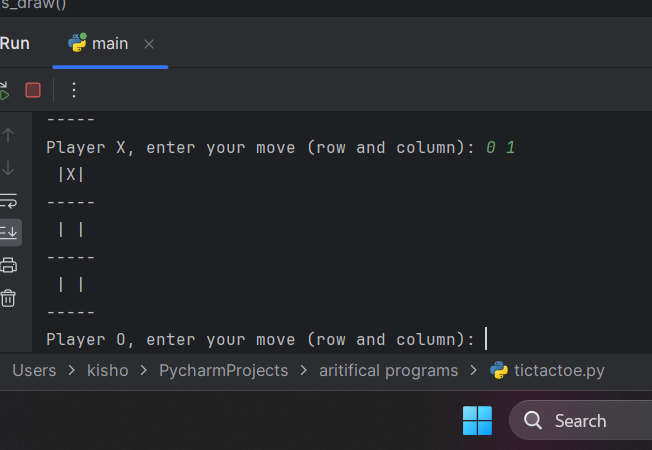 s_draw()
Run main
-----
Player X, enter your move (row and column): 0 1
 |X|
-----
 | |
-----
 | |
-----
Player O, enter your move (row and column):
Users > kisho > PycharmProjects > aritifical programs > tictactoe.py
Search